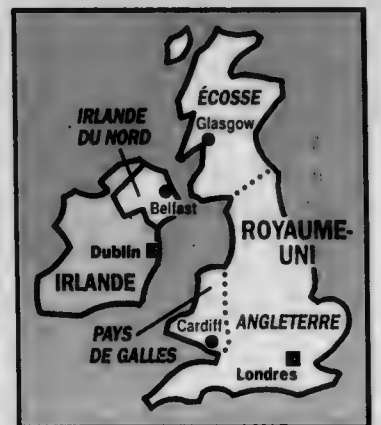 ÉCOSSE
Glasgow
IRLANDE
DU NORD
Belfast
ROYAUME-
UNI
Dublin
IRLANDE
PAYS
DE GALLES
Cardiff
ANGLETERRE
Londres